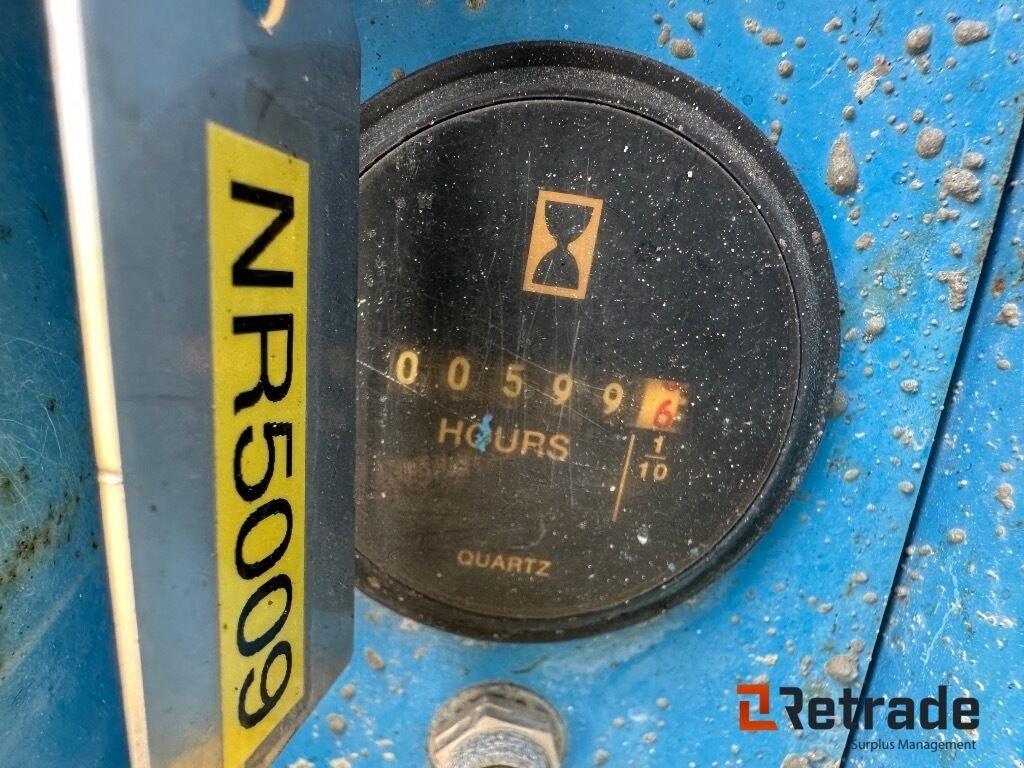 NR5009
005996
HOURS
1
10
QUARTZ
Retrade
Surplus Management